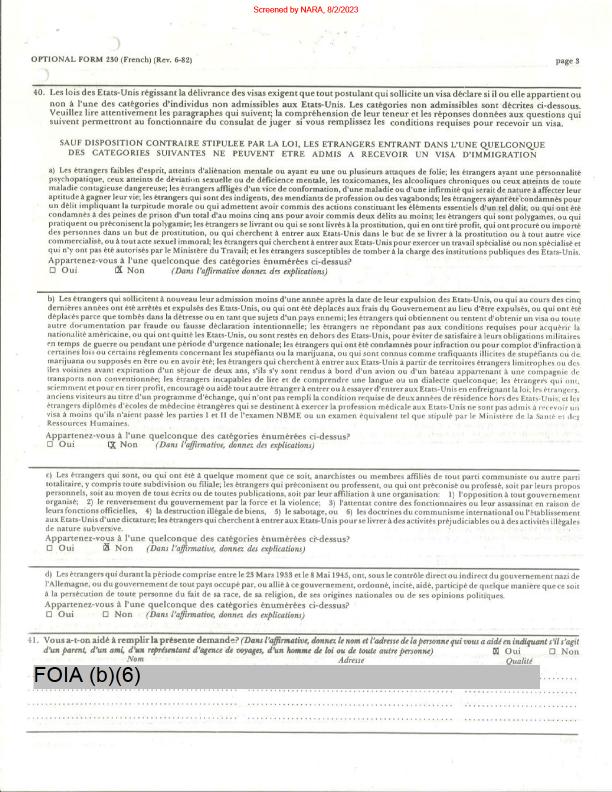 Screened by NARA, 8/2/2023
OPTIONAL FORM 230 (French) (Rev. 6-82)
page 3
40. Les lois des Etats-Unis régissant la délivrance des visas exigent que tout postulant qui sollicite un visa déclare si il ou elle appartient ou
non à l'une des catégories d'individus non admissibles aux Etats-Unis. Les catégories non admissibles sont décrites ci-dessous.
Veuillez lire attentivement les paragraphes qui suivent; la compréhension de leur teneur et les réponses données aux questions qui
suivent permettront au fonctionnaire du consulat de juger si vous remplissez les conditions requises pour recevoir un visa.
SAUF DISPOSITION CONTRAIRE STIPULEE PAR LA LOI, LES ETRANGERS ENTRANT DANS L'UNE QUELCONQUE
DES CATEGORIES SUIVANTES NE PEUVENT ETRE ADMIS A RECEVOIR UN VISA D'IMMIGRATION
a) Les étrangers faibles d'esprit, atteints d'aliénation mentale ou ayant eu une ou plusieurs attaques de folie; les étrangers ayant une personnalité
psychopatique, ceux atteints de déviation sexuelle ou de déficience mentale, les toxicomanes, les alcooliques chroniques ou ceux atteints de toute
maladie contagieuse dangereuse; les étrangers affligés d'un vice de conformation, d'une maladie ou d'une infirmité qui serait de nature à affecter leur
aptitude à gagner leur vie; les étrangers qui sont des indigents, des mendiants de profession ou des vagabonds; les étrangers ayant été condamnés pour
un délit impliquant la turpitude morale ou qui admettent avoir commis des actions constituant les éléments essentiels d'un tel délit, ou qui ont été
condamnés à des peines de prison d'un total d'au moins cinq ans pour avoir commis deux délits au moins; les étrangers qui sont polygames, ou qui
pratiquent ou préconisent la polygamie; les étrangers se livrant ou qui se sont livrés à la prostitution, qui en ont tiré profit, qui ont procuré ou importé
des personnes dans un but de prostitution, ou qui cherchent à entrer aux Etats-Unis dans le but de se livrer à la prostitution ou à tout autre vice
commercialisé, ou à tout acte sexuel immoral; les étrangers qui cherchent à entrer aux Etats-Unis pour exercer un travail spécialisé ou non spécialisé et
qui n'y ont pas été autorisés par le Ministère du Travail; et les étrangers susceptibles de tomber à la charge d'institutions publiques des Etats-Unis.
Appartenez-vous à l'une quelconque des catégories énumérées ci-dessus?
☐ Oui ☒ Non (Dans l'affirmative donnez des explications)
b) Les étrangers qui sollicitent à nouveau leur admission moins d'une année après la date de leur expulsion des Etats-Unis, ou qui au cours des cinq
dernières années ont été arrêtés et expulsés des Etats-Unis, ou qui ont été déplacés aux frais du Gouvernement au lieu d'être expulsés, ou qui ont été
déplacés parce que tombés dans la détresse ou en tant que sujets d'un pays ennemi; les étrangers qui obtiennent ou tentent d'obtenir un visa ou toute
autre documentation par fraude ou fausse déclaration intentionnelle; les étrangers ne répondant pas aux conditions requises pour acquérir la
nationalité américaine, ou qui ont quitté les Etats-Unis, ou sont restés en dehors des Etats-Unis, pour éviter de satisfaire à leurs obligations militaires
en temps de guerre ou pendant une période d'urgence nationale; les étrangers qui ont été condamnés pour infraction ou pour complot d'infraction à
certaines lois ou certains règlements concernant les stupéfiants ou la marijuana, ou qui sont connus comme trafiquants illicites de stupéfiants ou de
marijuana ou supposés en être ou en avoir été; les étrangers qui cherchent à entrer aux Etats-Unis à partir de territoires étrangers limitrophes ou des
îles voisines avant expiration d'un séjour de deux ans, s'ils s'y sont rendus à bord d'un avion ou d'un bateau appartenant à une compagnie de
transports non conventionnée; les étrangers incapables de lire et de comprendre une langue ou un dialecte quelconque; les étrangers qui ont,
sciemment et pour en tirer profit, encouragé ou aidé tout autre étranger à entrer ou à essayer d'entrer aux Etats-Unis en enfreignant la loi; les étrangers,
anciens visiteurs au titre d'un programme d'échange, qui n'ont pas rempli la condition requise de deux années de résidence hors des Etats-Unis; et les
étrangers diplômés d'écoles de médecine étrangères qui se destinent à exercer la profession médicale aux Etats-Unis ne sont pas admis à recevoir un
visa à moins qu'ils n'aient passé les parties I et II de l'examen NBME ou un examen équivalent tel que stipulé par le Ministère de la Santé et des
Ressources Humaines.
Appartenez-vous à l'une quelconque des catégories énumérées ci-dessus?
☐ Oui ☒ Non (Dans l'affirmative donnez des explications)
c) Les étrangers qui sont, ou qui ont été à quelque moment que ce soit, anarchistes ou membres affiliés de tout parti communiste ou autre parti
totalitaire, y compris toute subdivision ou filiale; les étrangers qui préconisent ou professent, ou qui ont préconisé ou professé, soit par leurs propos
personnels, soit au moyen de tous écrits ou de toutes publications, soit par leur affiliation à une organisation: 1) l'opposition à tout gouvernement
organisé; 2) le renversement du gouvernement par la force et la violence; 3) l'attentat contre des fonctionnaires ou leur assassinat en raison de
leurs fonctions officielles, 4) la destruction illégale de biens, 5) le sabotage, ou 6) les doctrines du communisme international ou l'établissement
aux Etats-Unis d'une dictature; les étrangers qui cherchent à entrer aux Etats-Unis pour se livrer à des activités préjudiciables ou à des activités illégales
de nature subversive.
Appartenez-vous à l'une quelconque des catégories énumérées ci-dessus?
☐ Oui ☒ Non (Dans l'affirmative, donnez des explications)
d) Les étrangers qui durant la période comprise entre le 23 Mars 1933 et le 8 Mai 1945, ont, sous le contrôle direct ou indirect du gouvernement nazi de
l'Allemagne, ou du gouvernement de tout pays occupé par, ou allié à ce gouvernement, ordonné, incité, aidé, participé de quelque manière que ce soit
à la persécution de toute personne du fait de sa race, de sa religion, de ses origines nationales ou de ses opinions politiques.
Appartenez-vous à l'une quelconque des catégories énumérées ci-dessus?
☐ Oui ☐ Non (Dans l'affirmative, donnez des explications)
41. Vous a-t-on aidé à remplir la présente demande? (Dans l'affirmative, donnez le nom et l'adresse de la personne qui vous a aidé en indiquant s'il s'agit
d'un parent, d'un ami, d'un représentant d'agence de voyages, d'un homme de loi ou de toute autre personne) ☒ Oui ☐ Non
Nom Adresse Qualité
FOIA (b)(6)